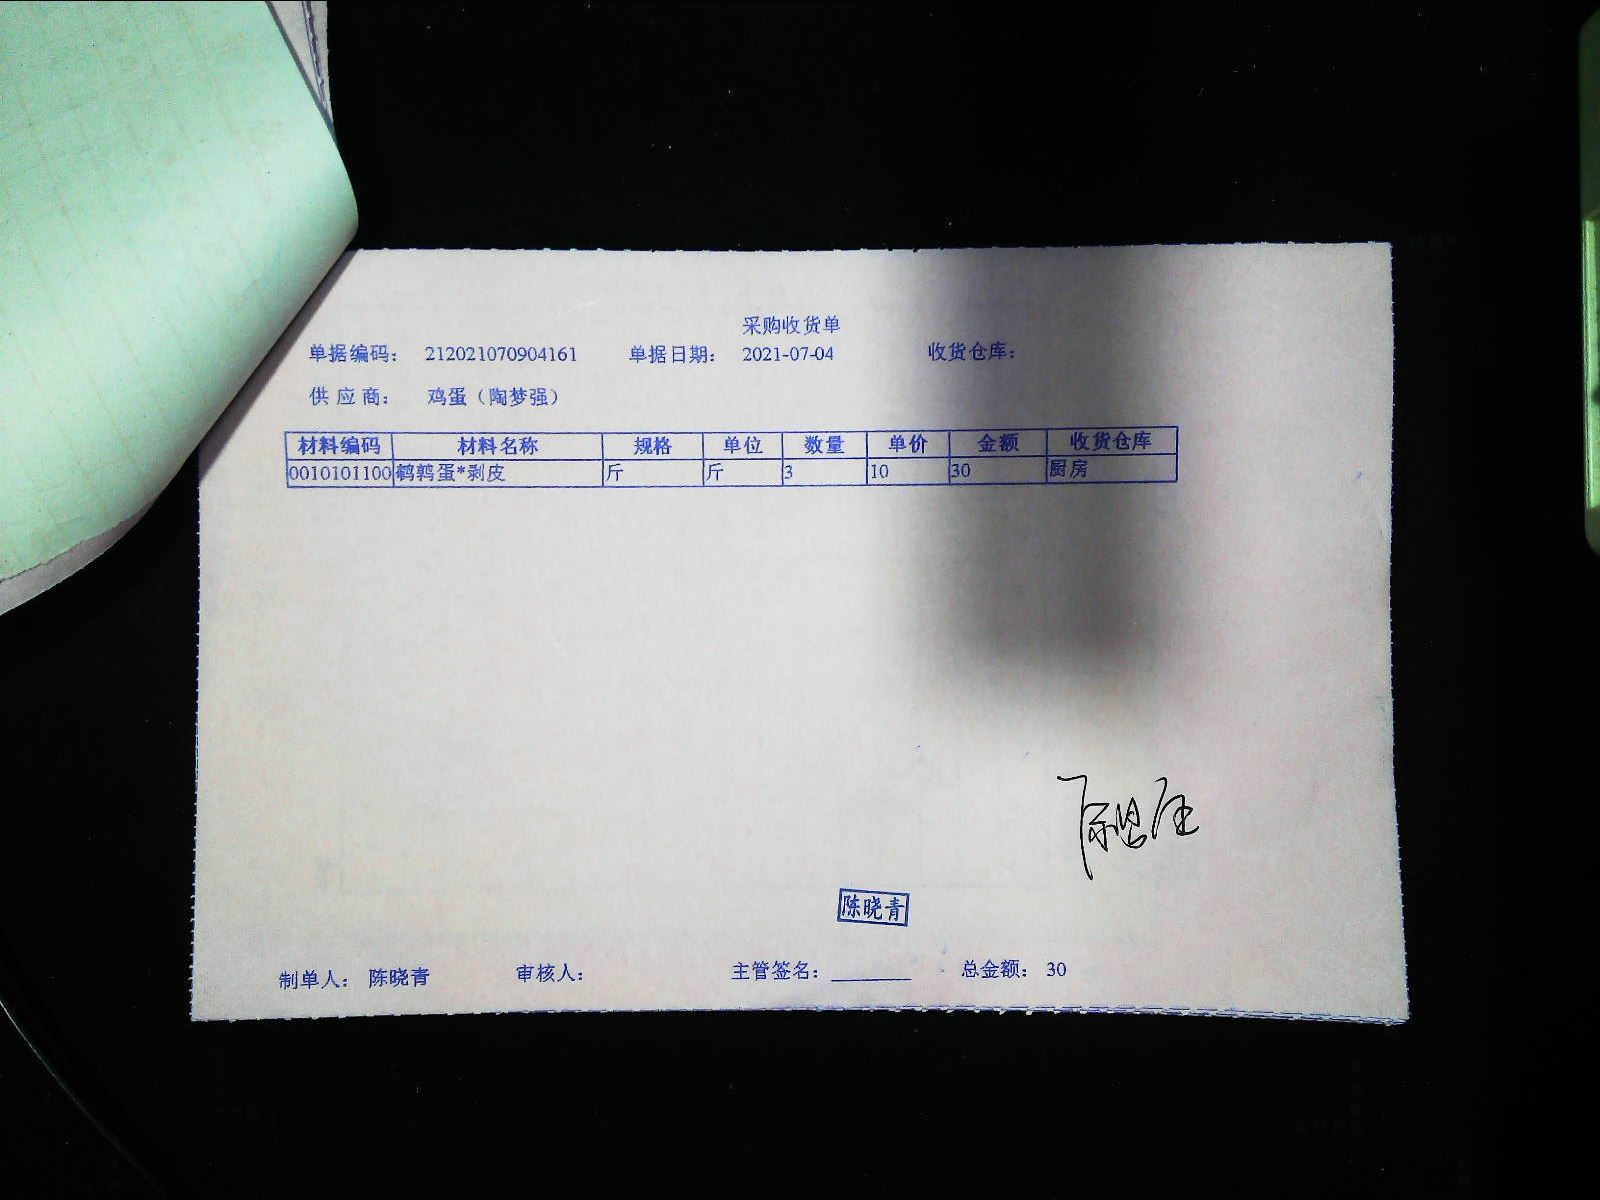 采购收货单
单据编码： 212021070904161 单据日期： 2021-07-04 收货仓库：
供 应 商： 鸡蛋（陶梦强）
材料编码 材料名称 规格 单位 数量 单价 金额 收货仓库
0010101100 鹌鹑蛋*剥皮 斤 斤 3 10 30 厨房
陈晓青
制单人： 陈晓青 审核人： 主管签名：________ 总金额： 30